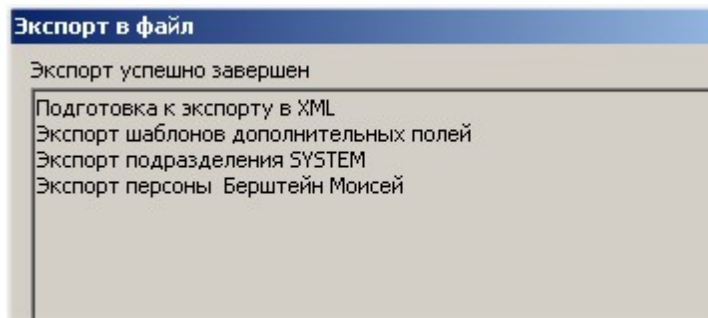 Экспорт в файл
Экспорт успешно завершен
Подготовка к экспорту в XML
Экспорт шаблонов дополнительных полей
Экспорт подразделения SYSTEM
Экспорт персоны Берштейн Моисей